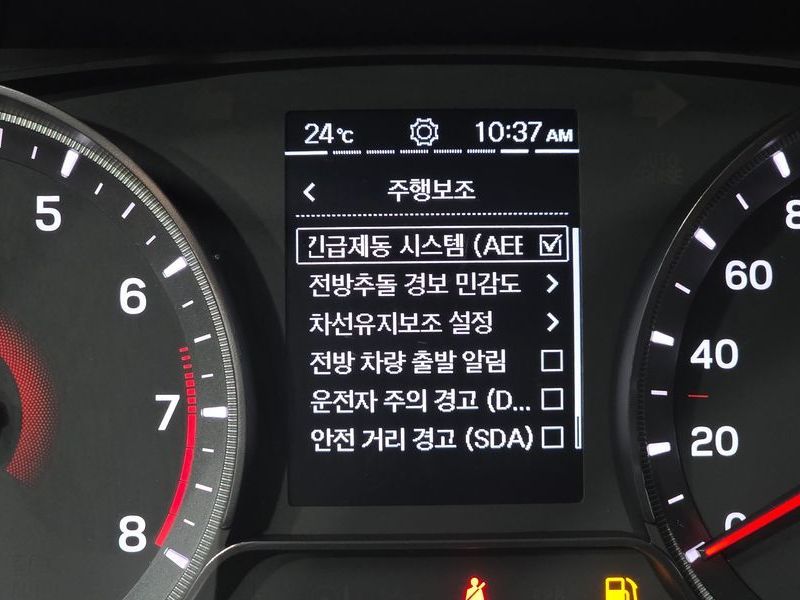 24℃ 10:37 AM
주행보조
긴급제동 시스템 (AEB
전방추돌 경보 민감도
차선유지보조 설정
전방 차량 출발 알림
운전자 주의 경고 (D...
안전 거리 경고 (SDA)
5
6
7
8
8
60
40
20
0